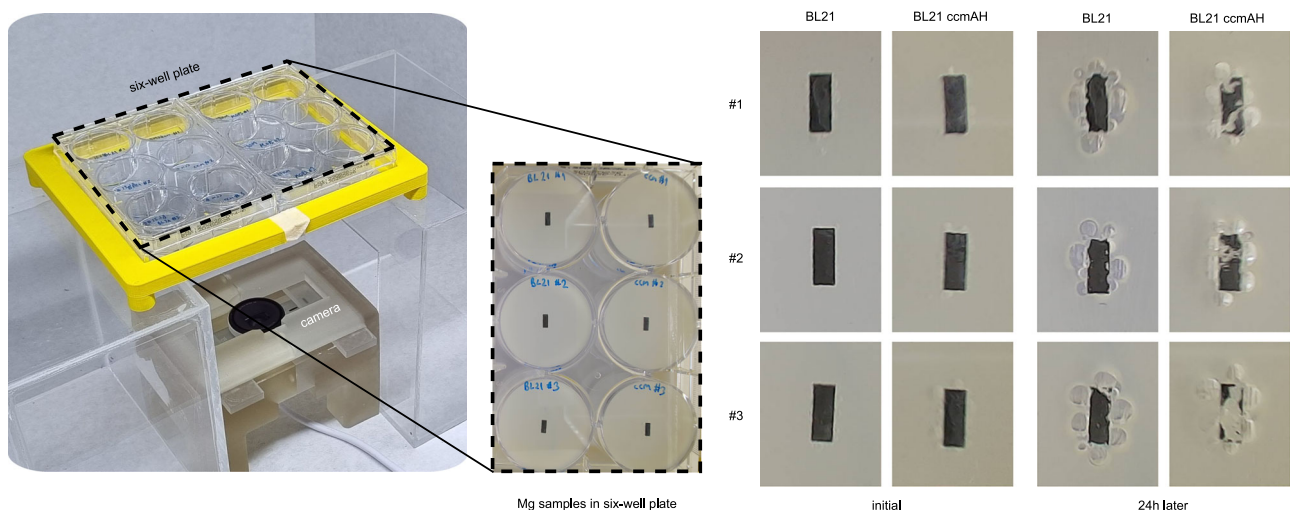 BL21
BL21 ccmAH
BL21
BL21 ccmAH
six-well plate
#1
BL21 #1
ccm #1
#2
BL21 #2
ccm #2
camera
#3
BL21 #3
ccm #3
Mg samples in six-well plate
initial
24h later